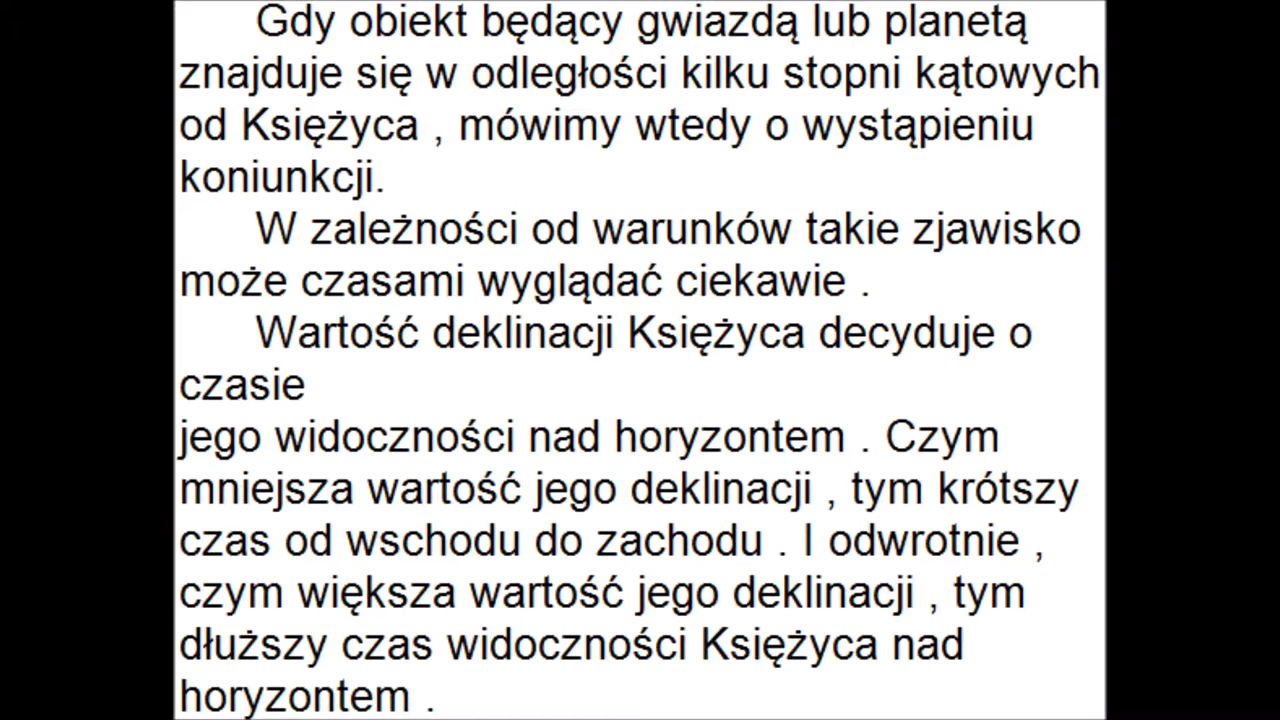 Gdy obiekt będący gwiazdą lub planetą
znajduje się w odległości kilku stopni kątowych
od Księżyca , mówimy wtedy o wystąpieniu
koniunkcji.
W zależności od warunków takie zjawisko
może czasami wyglądać ciekawie .
Wartość deklinacji Księżyca decyduje o
czasie
jego widoczności nad horyzontem . Czym
mniejsza wartość jego deklinacji , tym krótszy
czas od wschodu do zachodu . I odwrotnie ,
czym większa wartość jego deklinacji , tym
dłuższy czas widoczności Księżyca nad
horyzontem .